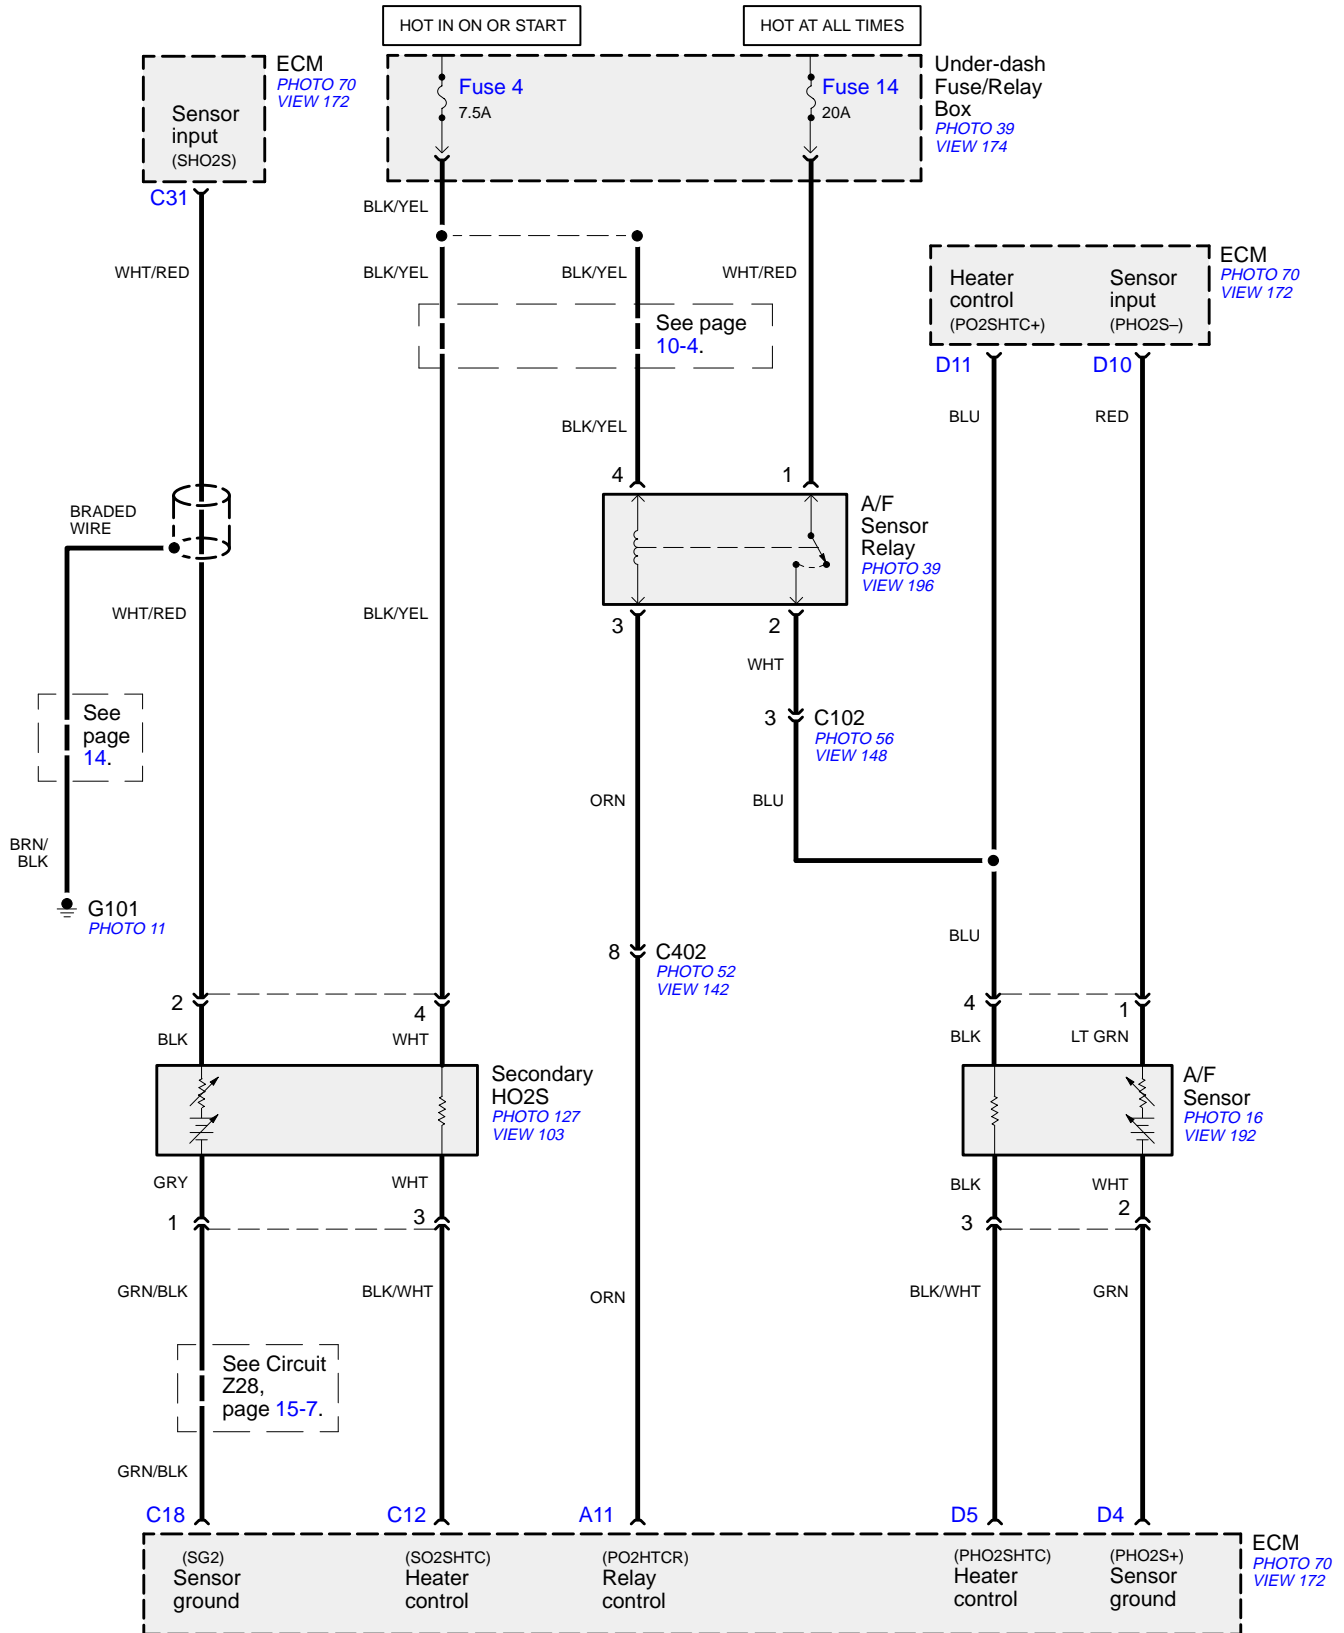 HOT IN ON OR START
HOT AT ALL TIMES
ECM
PHOTO 70
VIEW 172
Sensor
input
(SHO2S)
C31
Fuse 4
7.5A
Fuse 14
20A
Under-dash
Fuse/Relay
Box
PHOTO 39
VIEW 174
BLK/YEL
WHT/RED
BLK/YEL
BLK/YEL
WHT/RED
ECM
PHOTO 70
VIEW 172
Heater
control
(PO2SHTC+)
Sensor
input
(PHO2S–)
See page
10-4.
D11
D10
BLU
RED
BLK/YEL
4
1
A/F
Sensor
Relay
PHOTO 39
VIEW 196
BRADED
WIRE
WHT/RED
BLK/YEL
3
2
WHT
3
C102
PHOTO 56
VIEW 148
See
page
14.
ORN
BLU
BRN/
BLK
G101
PHOTO 11
8
C402
PHOTO 52
VIEW 142
BLU
2
4
4
1
BLK
WHT
BLK
LT GRN
Secondary
HO2S
PHOTO 127
VIEW 103
A/F
Sensor
PHOTO 16
VIEW 192
GRY
WHT
BLK
WHT
1
3
3
2
GRN/BLK
BLK/WHT
ORN
BLK/WHT
GRN
See Circuit
Z28,
page 15-7.
GRN/BLK
C18
C12
A11
D5
D4
(SG2)
Sensor
ground
(SO2SHTC)
Heater
control
(PO2HTCR)
Relay
control
(PHO2SHTC)
Heater
control
(PHO2S+)
Sensor
ground
ECM
PHOTO 70
VIEW 172